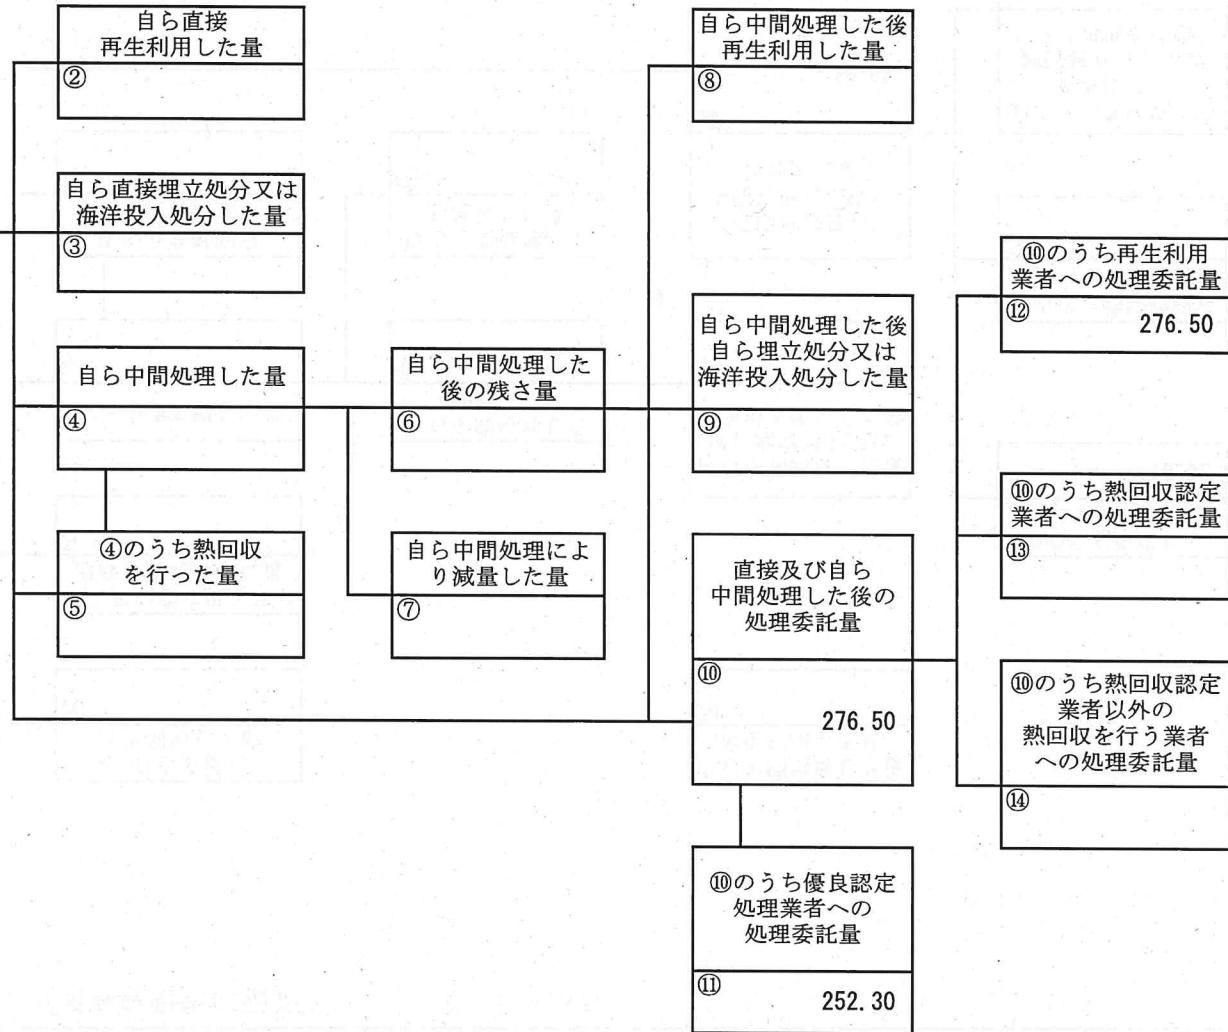 自ら直接
再生利用した量
②
自ら直接埋立処分又は
海洋投入処分した量
③
自ら中間処理した量
④
④のうち熱回収
を行った量
⑤
自ら中間処理した
後の残さ量
⑥
自ら中間処理によ
り減量した量
⑦
自ら中間処理した後
再生利用した量
⑧
自ら中間処理した後
自ら埋立処分又は
海洋投入処分した量
⑨
直接及び自ら
中間処理した後の
処理委託量
⑩
276.50
⑩のうち優良認定
処理業者への
処理委託量
⑪
252.30
⑩のうち再生利用
業者への処理委託量
⑫
276.50
⑩のうち熱回収認定
業者への処理委託量
⑬
⑩のうち熱回収認定
業者以外の
熱回収を行う業者
への処理委託量
⑭